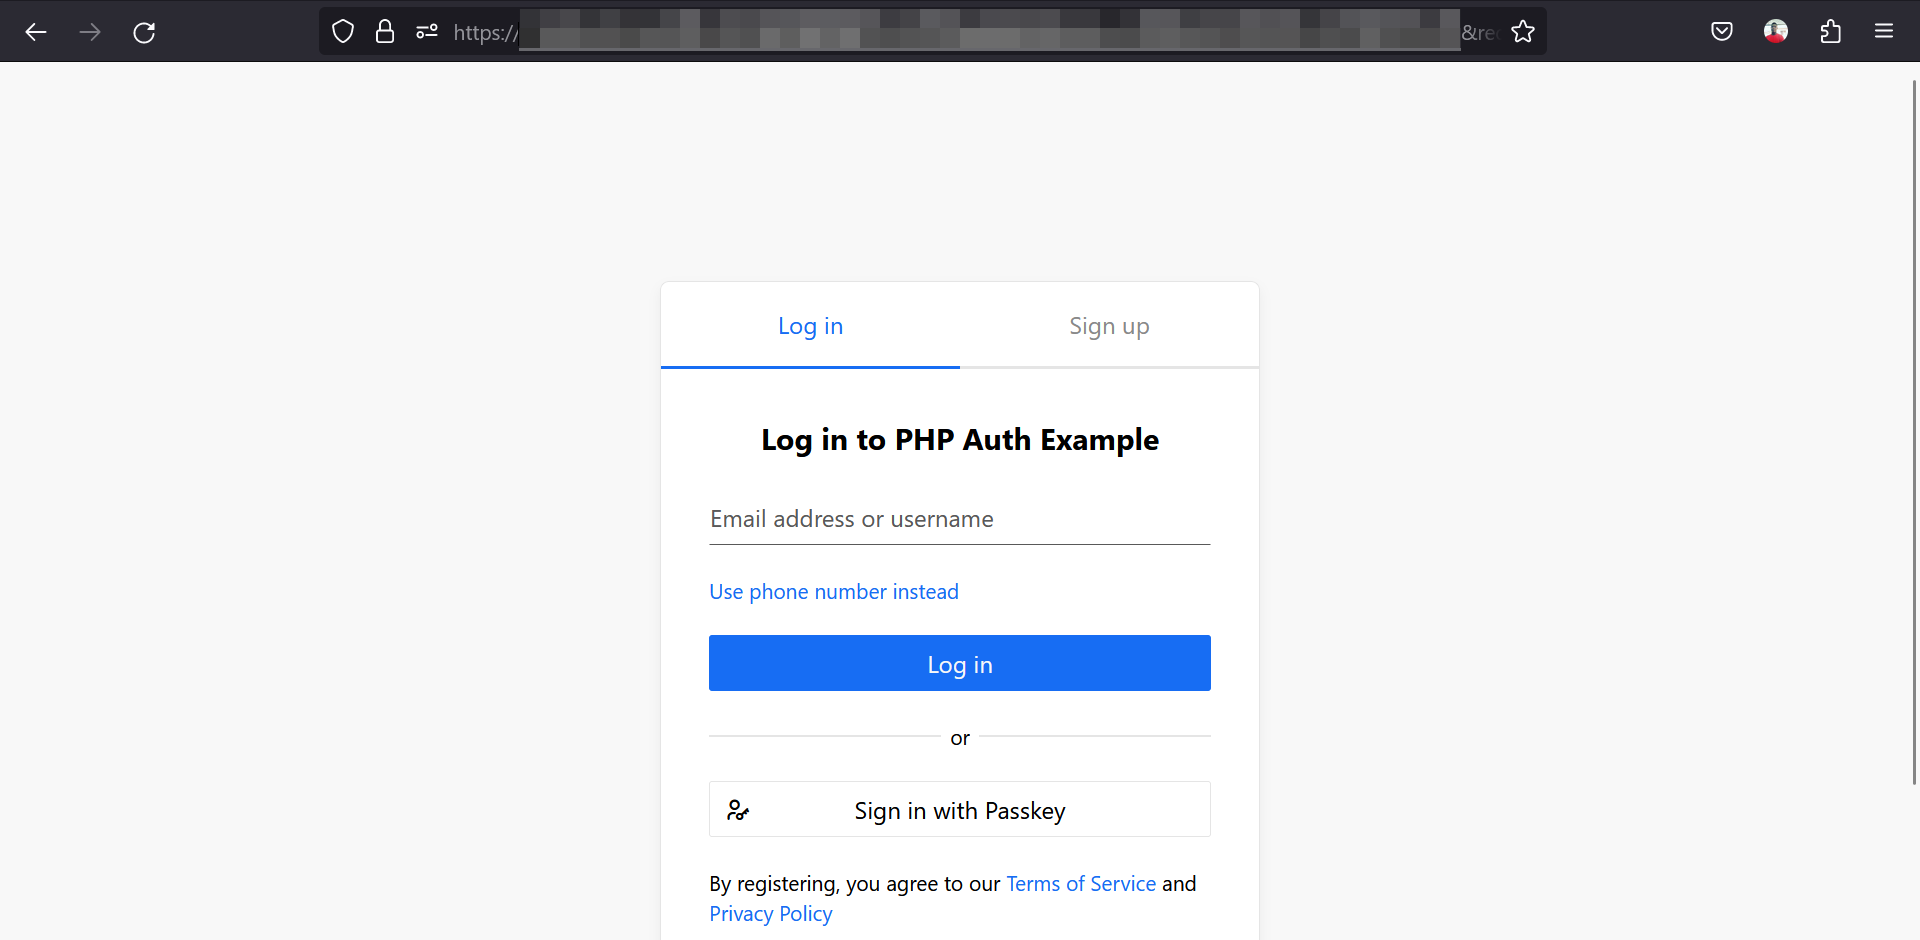 https://
Log in
Sign up
Log in to PHP Auth Example
Email address or username
Use phone number instead
Log in
or
Sign in with Passkey
By registering, you agree to our Terms of Service and
Privacy Policy